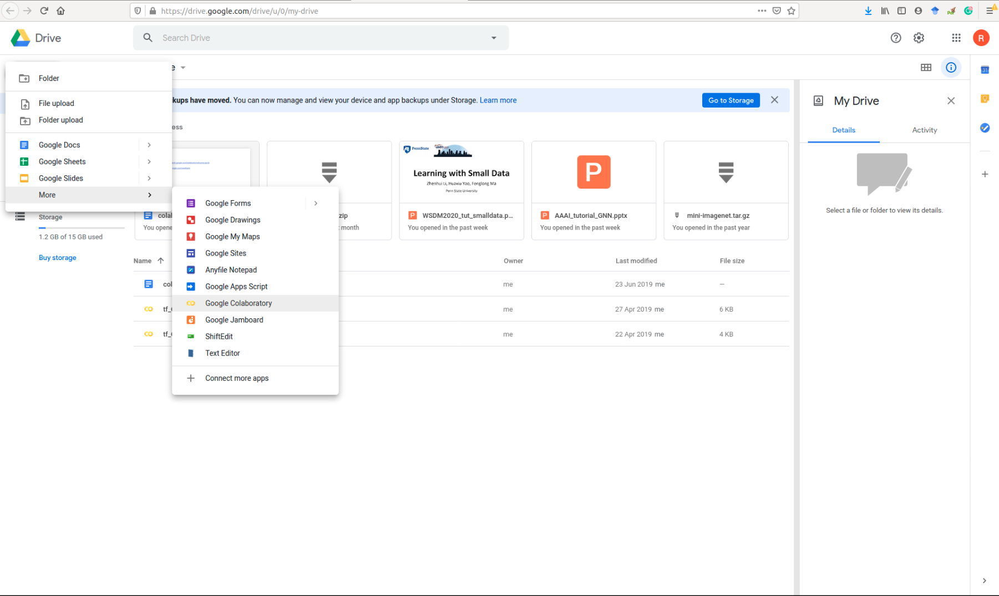 https://drive.google.com/drive/u/0/my-drive
Drive
Search Drive
R
Folder
File upload
Folder upload
Google Docs
Google Sheets
Google Slides
More
Google Forms
Google Drawings
Google My Maps
Google Sites
Anyfile Notepad
Google Apps Script
Google Colaboratory
Google Jamboard
ShiftEdit
Text Editor
Connect more apps
e
kups have moved. You can now manage and view your device and app backups under Storage. Learn more
Go to Storage
ess
PennState
Learning with Small Data
Zhenhui Li, Huaxiu Yao, Fenglong Ma
Penn State University
P
colal
You opene
zip
month
P WSDM2020_tut_smalldata.p...
You opened in the past week
P AAAI_tutorial_GNN.pptx
You opened in the past week
mini-imagenet.tar.gz
You opened in the past year
Storage
1.2 GB of 15 GB used
Buy storage
Name Owner Last modified File size
col me 23 Jun 2019 me —
tf_ me 27 Apr 2019 me 6 KB
tf_ me 22 Apr 2019 me 4 KB
My Drive
Details Activity
Select a file or folder to view its details.
31